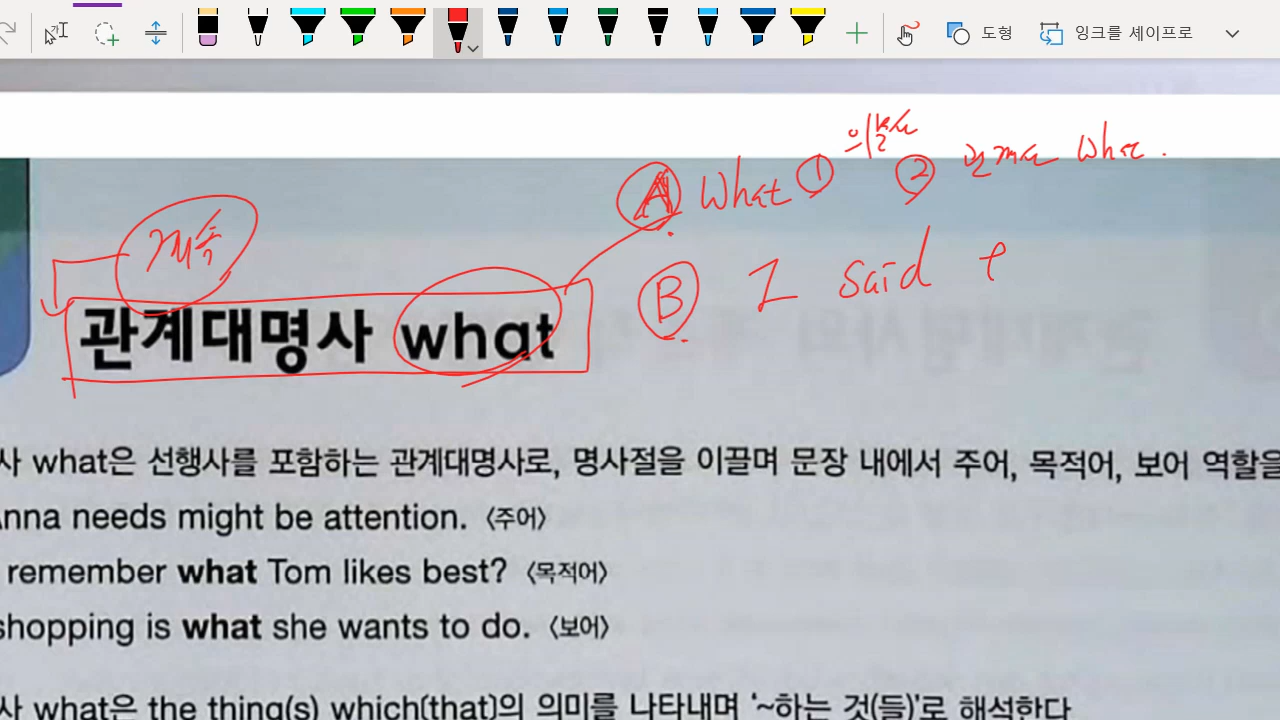 도형 잉크를 셰이프로
의문사
A What ① ② 관계사 What.
계속
B I said t
관계대명사 what
사 what은 선행사를 포함하는 관계대명사로, 명사절을 이끌며 문장 내에서 주어, 목적어, 보어 역할을
Anna needs might be attention. 〈주어〉
remember what Tom likes best? 〈목적어〉
shopping is what she wants to do. 〈보어〉
사 what은 the thing(s) which(that)의 의미를 나타내며 '~하는 것(들)'로 해석한다